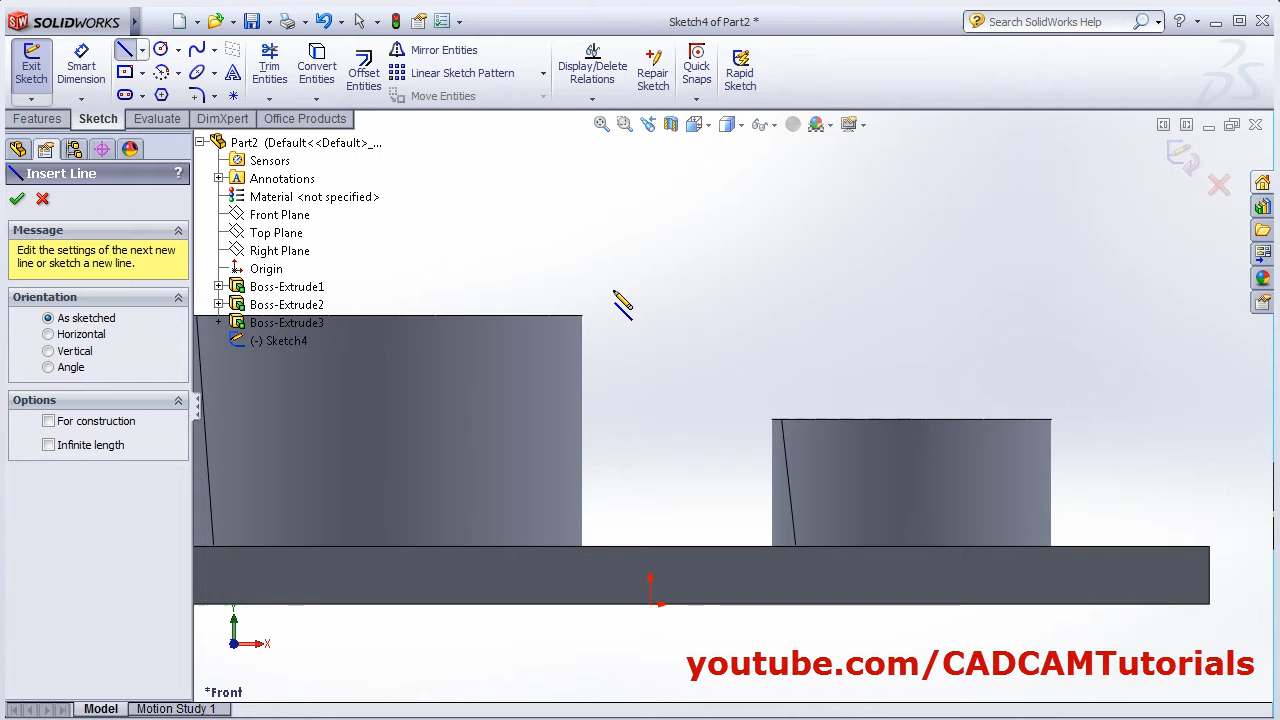 SOLIDWORKS
Sketch4 of Part2 *
Search SolidWorks Help
Exit Sketch
Smart Dimension
Trim Entities
Convert Entities
Offset Entities
Mirror Entities
Linear Sketch Pattern
Move Entities
Display/Delete Relations
Repair Sketch
Quick Snaps
Rapid Sketch
Features
Sketch
Evaluate
DimXpert
Office Products
Insert Line
?
Message
Edit the settings of the next new
line or sketch a new line.
Orientation
As sketched
Horizontal
Vertical
Angle
Options
For construction
Infinite length
Part2 (Default<<Default>_...
Sensors
Annotations
Material <not specified>
Front Plane
Top Plane
Right Plane
Origin
Boss-Extrude1
Boss-Extrude2
Boss-Extrude3
(-) Sketch4
Y
X
*Front
youtube.com/CADCAMTutorials
Model
Motion Study 1